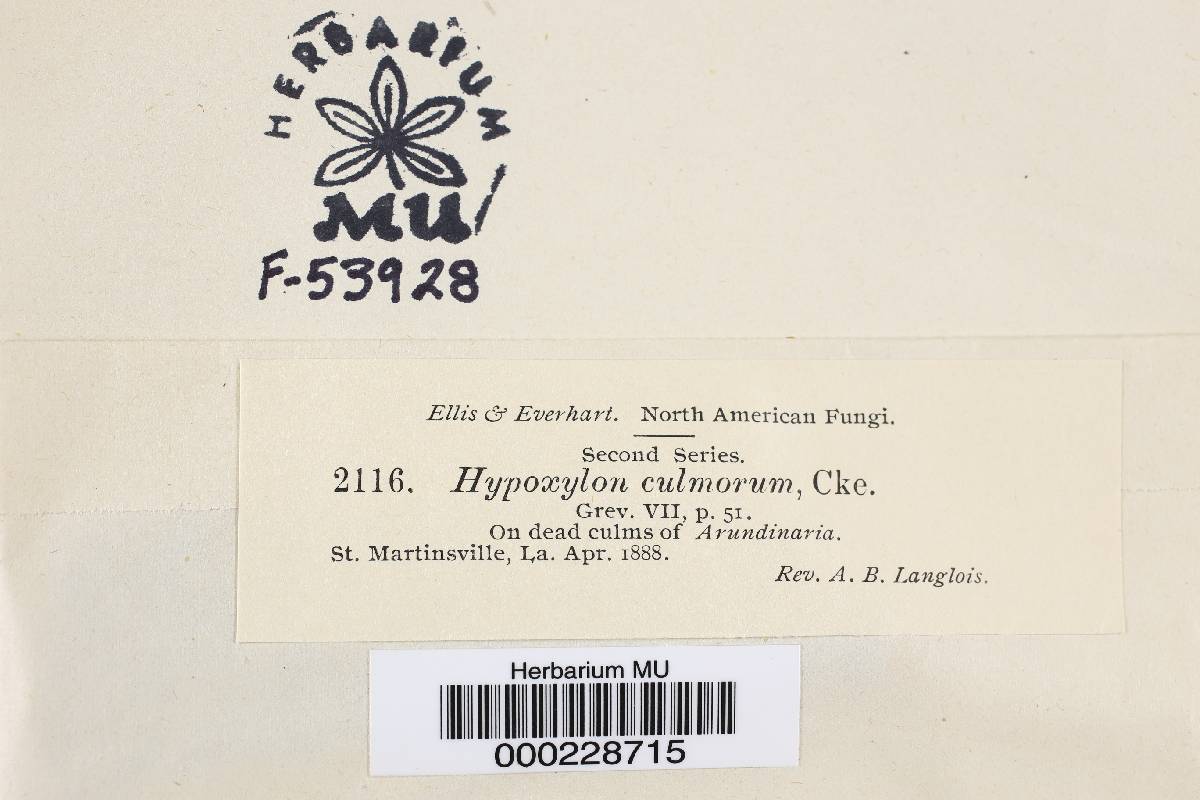 HERBARIUM
MU
F-53928
Ellis & Everhart. North American Fungi.
Second Series.
2116. Hypoxylon culmorum, Cke.
Grev. VII, p. 51.
On dead culms of Arundinaria.
St. Martinsville, La. Apr. 1888.
Rev. A. B. Langlois.
Herbarium MU
000228715